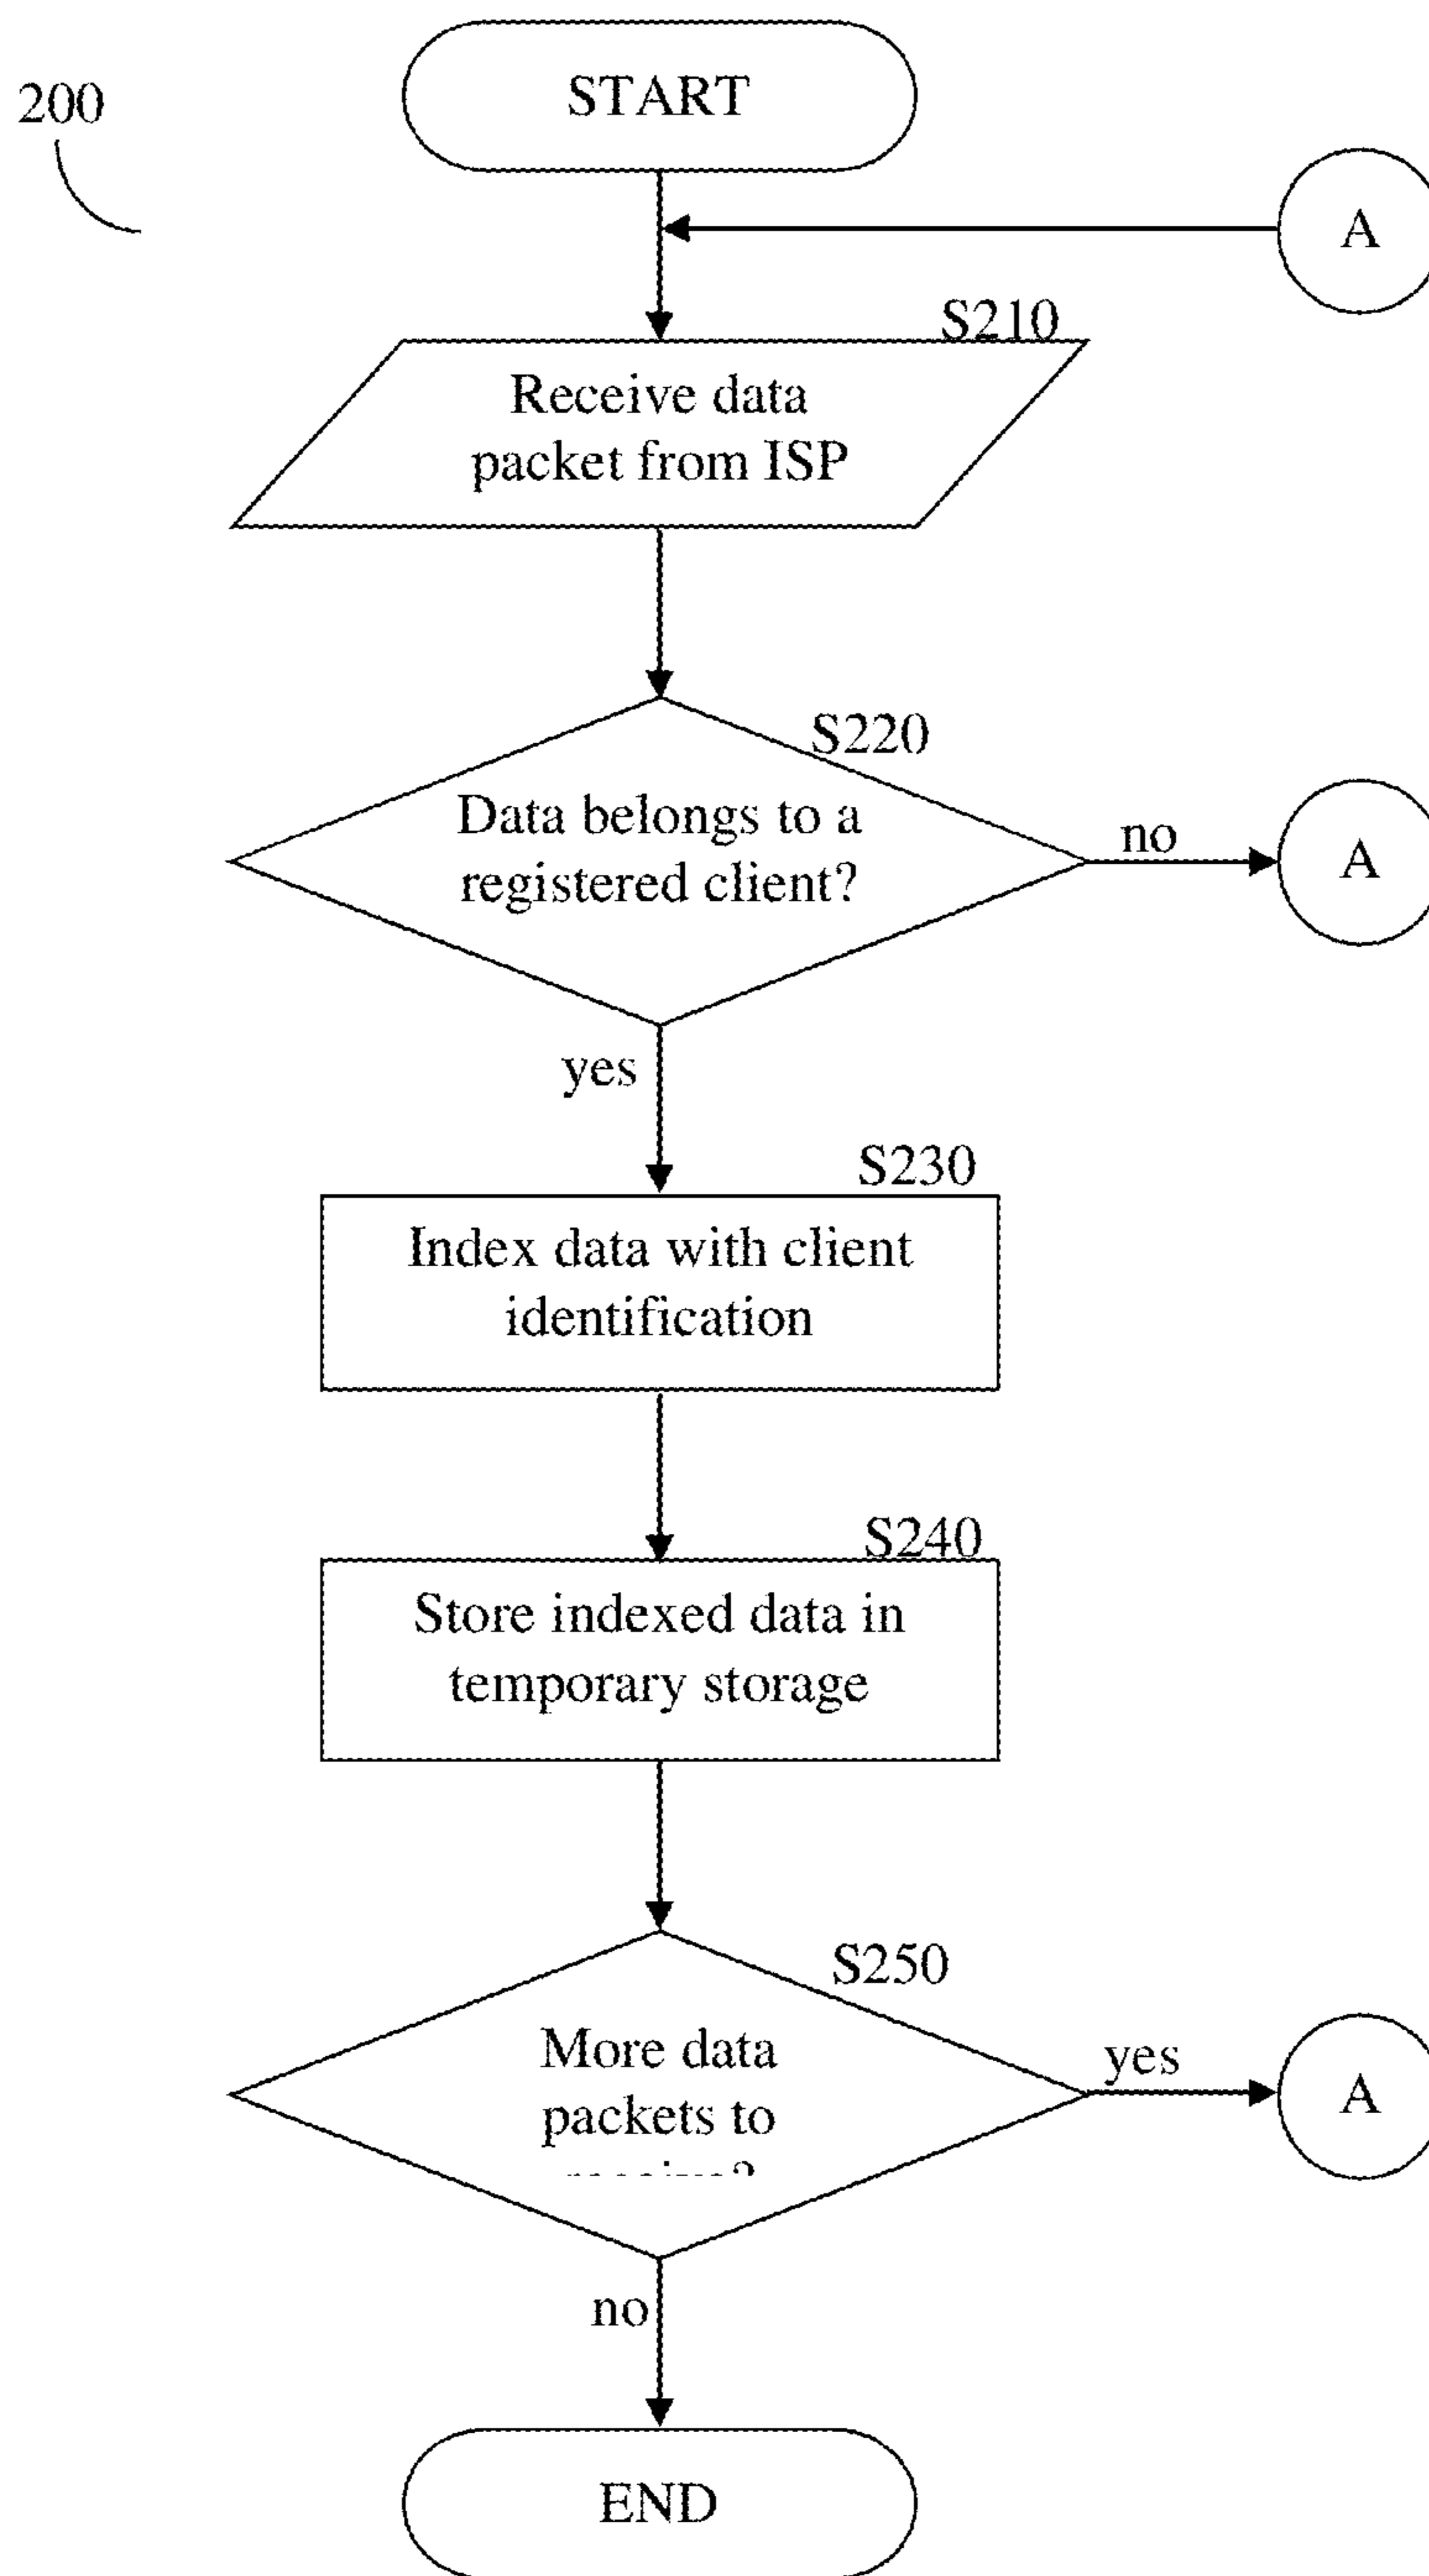 START
200
A
S210
Receive data
packet from ISP
S220
Data belongs to a
registered client?
no
A
yes
S230
Index data with client
identification
S240
Store indexed data in
temporary storage
S250
More data
packets to
yes
A
no
END